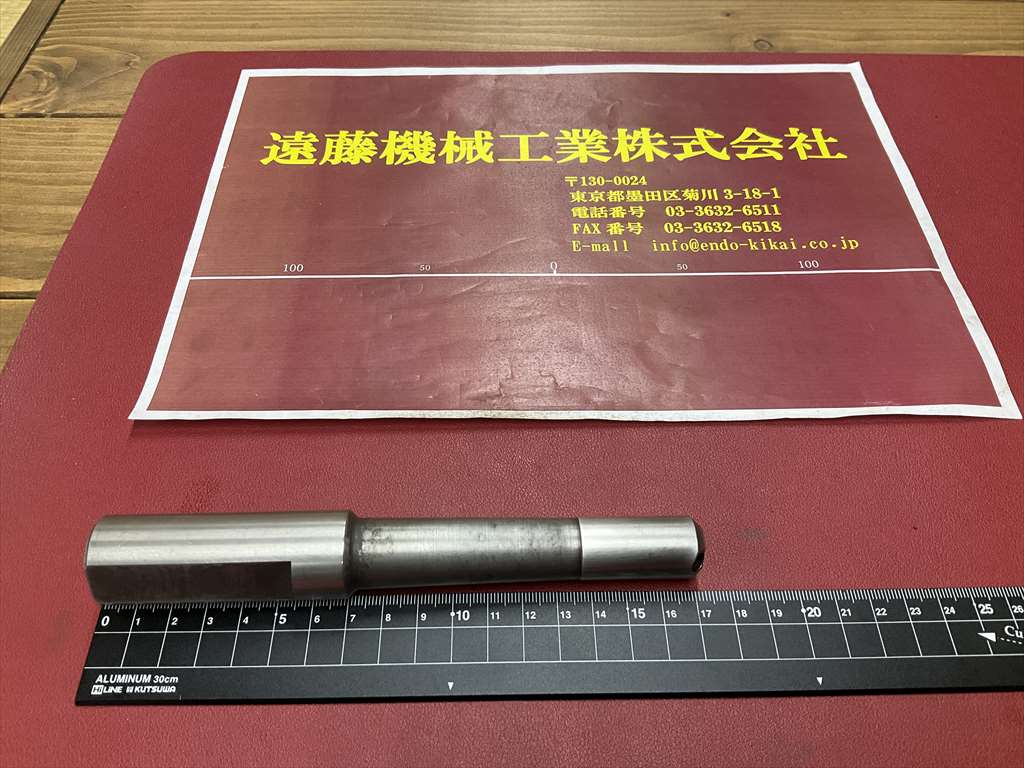 遠藤機械工業株式会社
〒130-0024
東京都墨田区菊川 3-18-1
電話番号 03-3632-6511
FAX 番号 03-3632-6518
E-mall info@endo-kikai.co.jp
100 50 0 50 100
0 1 2 3 4 5 6 7 8 9 10 11 12 13 14 15 16 17 18 19 20 21 22 23 24 25 26
Cu
ALUMINUM 30cm
Hi LINE KUTSUWA